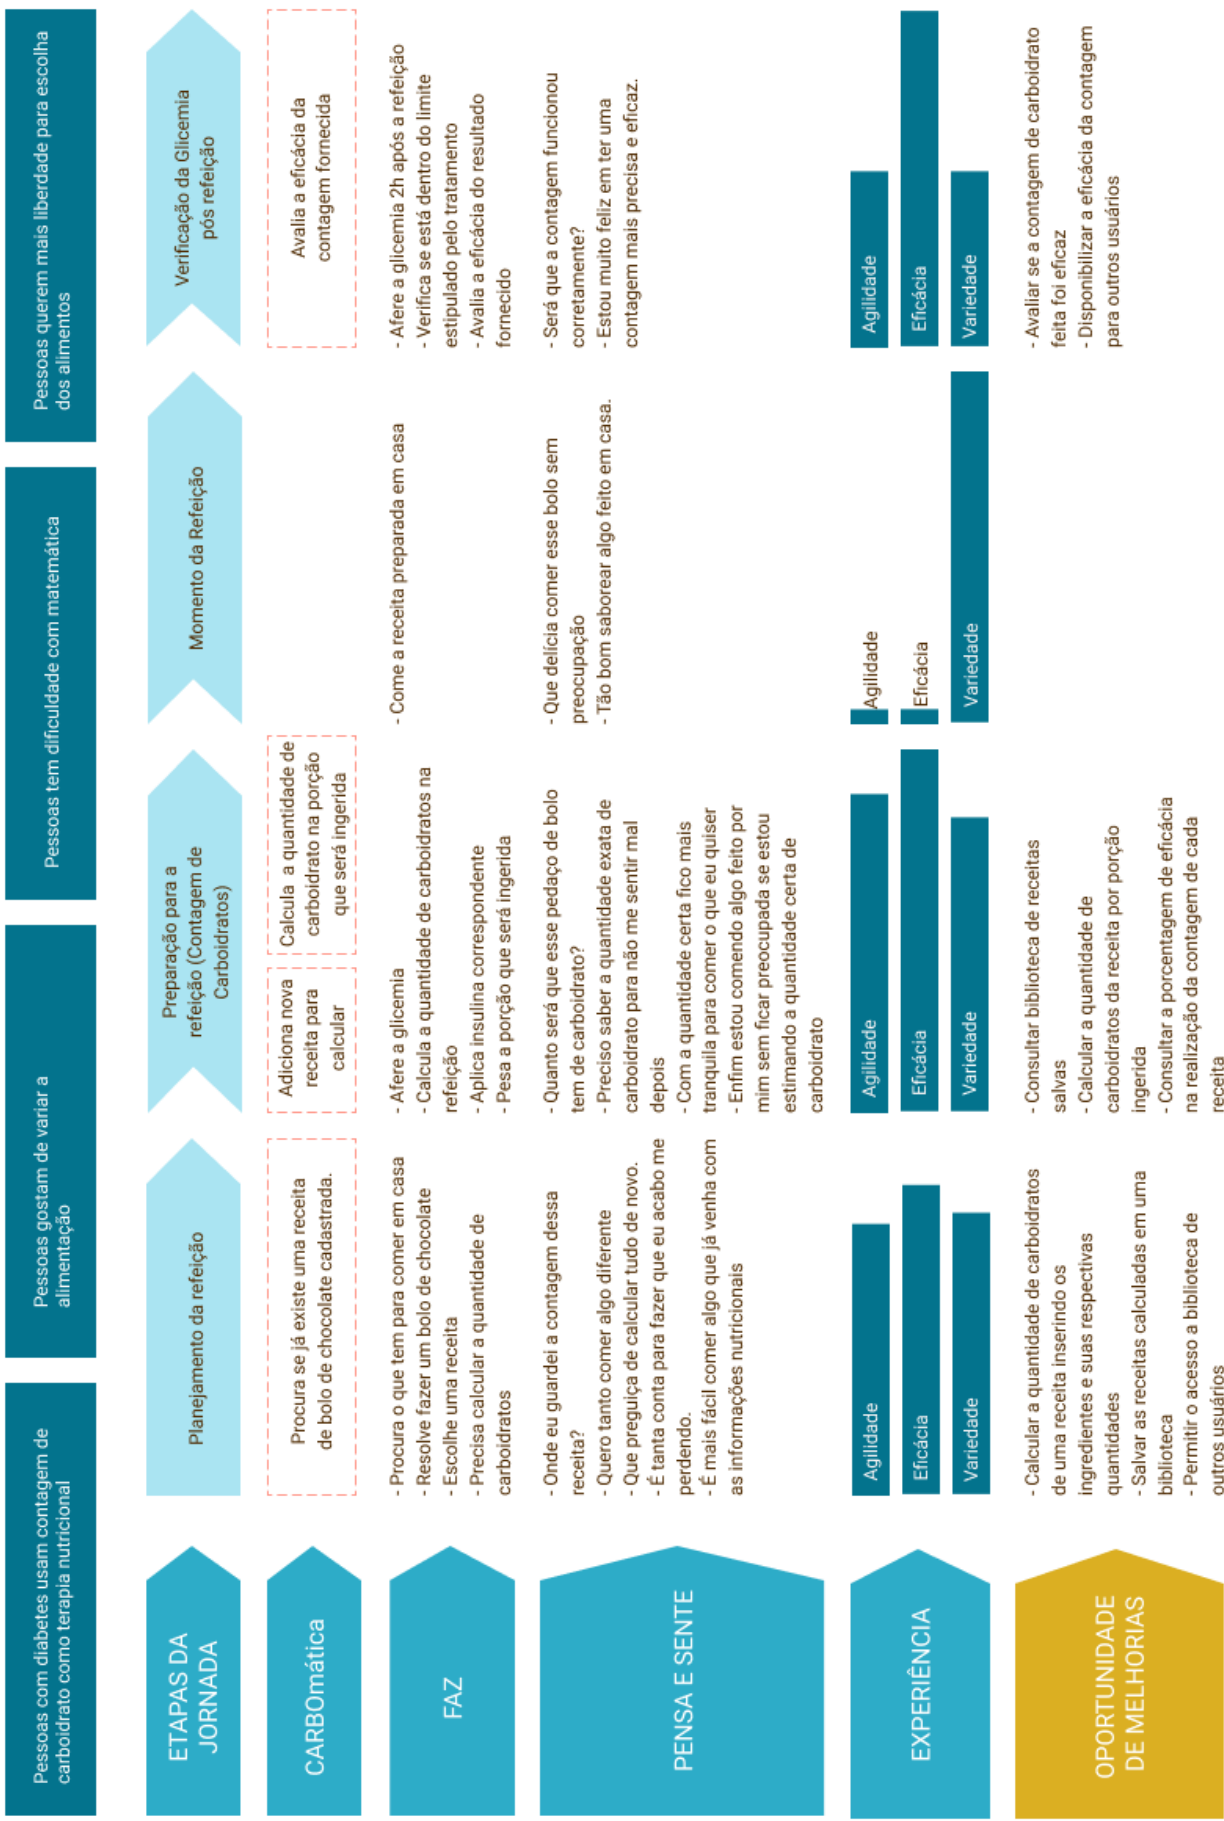 Pessoas com diabetes usam contagem de
carboidrato como terapia nutricional
Pessoas gostam de variar a
alimentação
Pessoas tem dificuldade com matemática
Pessoas querem mais liberdade para escolha
dos alimentos
ETAPAS DA
JORNADA
Planejamento da refeição
Preparação para a
refeição (Contagem de
Carboidratos)
Momento da Refeição
Verificação da Glicemia
pós refeição
CARBOmática
Procura se já existe uma receita
de bolo de chocolate cadastrada.
Adiciona nova
receita para
calcular
Calcula a quantidade de
carboidrato na porção
que será ingerida
Avalia a eficácia da
contagem fornecida
FAZ
- Procura o que tem para comer em casa
- Resolve fazer um bolo de chocolate
- Escolhe uma receita
- Precisa calcular a quantidade de
carboidratos
- Afere a glicemia
- Calcula a quantidade de carboidratos na
refeição
- Aplica insulina correspondente
- Pesa a porção que será ingerida
- Come a receita preparada em casa
- Afere a glicemia 2h após a refeição
- Verifica se está dentro do limite
estipulado pelo tratamento
- Avalia a eficácia do resultado
fornecido
PENSA E SENTE
- Onde eu guardei a contagem dessa
receita?
- Quero tanto comer algo diferente
- Que preguiça de calcular tudo de novo.
- É tanta conta para fazer que eu acabo me
perdendo.
- É mais fácil comer algo que já venha com
as informações nutricionais
- Quanto será que esse pedaço de bolo
tem de carboidrato?
- Preciso saber a quantidade exata de
carboidrato para não me sentir mal
depois
- Com a quantidade certa fico mais
tranquila para comer o que eu quiser
- Enfim estou comendo algo feito por
mim sem ficar preocupada se estou
estimando a quantidade certa de
carboidrato
- Que delícia comer esse bolo sem
preocupação
- Tão bom saborear algo feito em casa.
- Será que a contagem funcionou
corretamente?
- Estou muito feliz em ter uma
contagem mais precisa e eficaz.
EXPERIÊNCIA
Agilidade
Eficácia
Variedade
Agilidade
Eficácia
Variedade
Agilidade
Eficácia
Variedade
Agilidade
Eficácia
Variedade
OPORTUNIDADE
DE MELHORIAS
- Calcular a quantidade de carboidratos
de uma receita inserindo os
ingredientes e suas respectivas
quantidades
- Salvar as receitas calculadas em uma
biblioteca
- Permitir o acesso a biblioteca de
outros usuários
- Consultar biblioteca de receitas
salvas
- Calcular a quantidade de
carboidratos da receita por porção
ingerida
- Consultar a porcentagem de eficácia
na realização da contagem de cada
receita
- Avaliar se a contagem de carboidrato
feita foi eficaz
- Disponibilizar a eficácia da contagem
para outros usuários